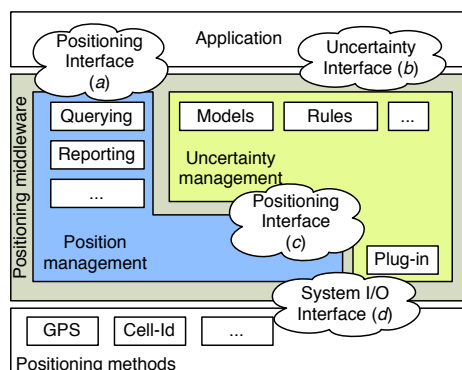 Application
Positioning
Interface
(a)
Uncertainty
Interface (b)
Positioning middleware
Querying
Reporting
...
Position
management
Models
Rules
...
Uncertainty
management
Positioning
Interface
(c)
Plug-in
System I/O
Interface (d)
GPS
Cell-Id
...
Positioning methods